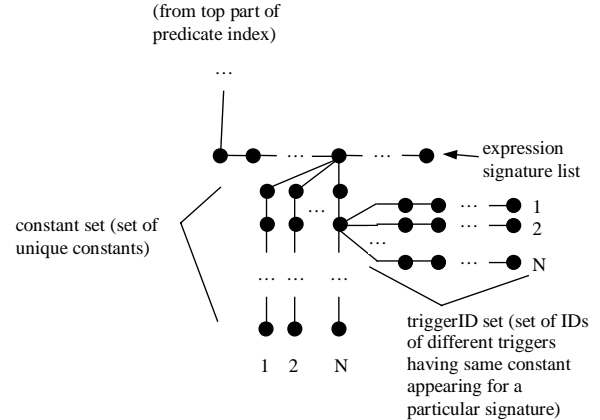 (from top part of
predicate index)
...
... ...
expression
signature list
constant set (set of
unique constants)
...
... 1
... 2
...
... N
... ... ...
triggerID set (set of IDs
of different triggers
having same constant
appearing for a
particular signature)
1 2 N